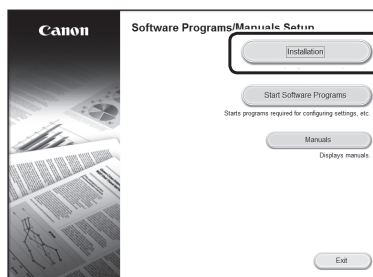 Canon
Software Programs/Manuals Setup
Installation
Start Software Programs
Starts programs required for configuring settings, etc.
Manuals
Displays manuals.
Exit